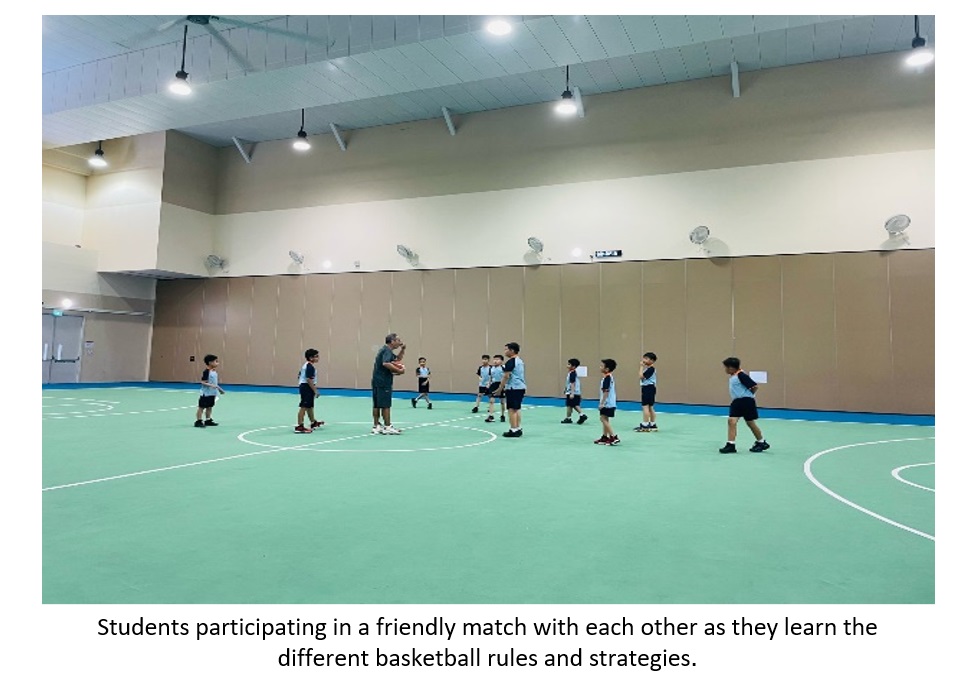 Students participating in a friendly match with each other as they learn the
different basketball rules and strategies.